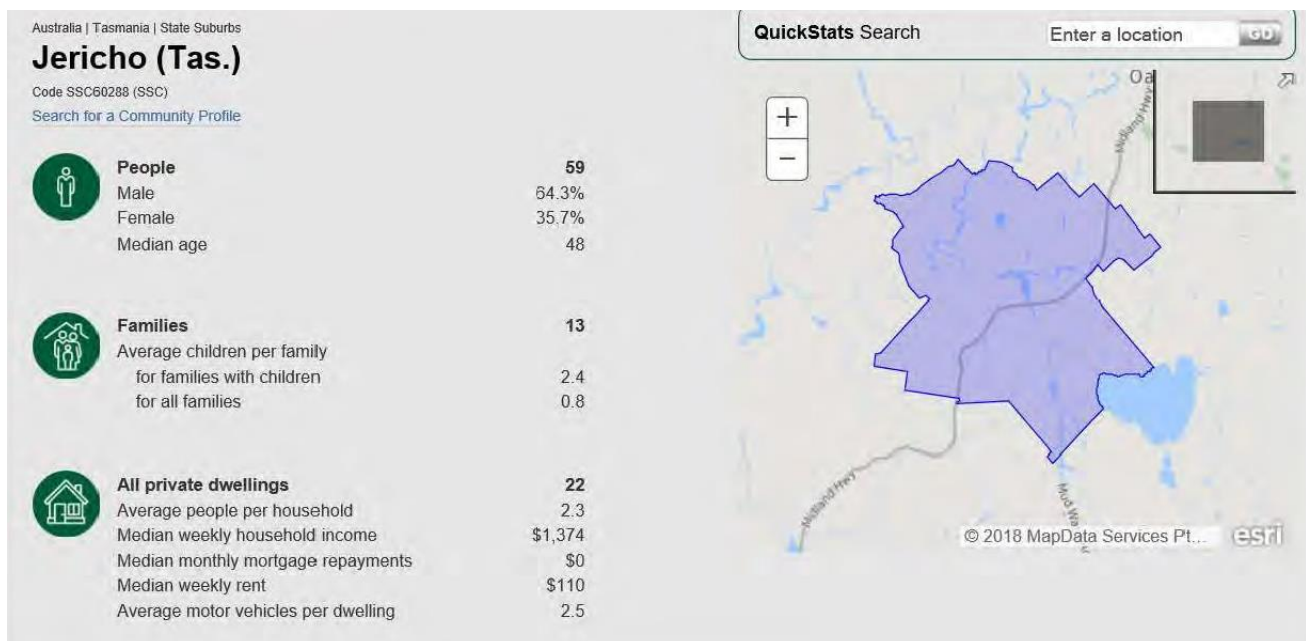 Australia | Tasmania | State Suburbs
Jericho (Tas.)
Code SSC60288 (SSC)
Search for a Community Profile
People 59
Male 64.3%
Female 35.7%
Median age 48
Families 13
Average children per family
for families with children 2.4
for all families 0.8
All private dwellings 22
Average people per household 2.3
Median weekly household income $1,374
Median monthly mortgage repayments $0
Median weekly rent $110
Average motor vehicles per dwelling 2.5
QuickStats Search Enter a location GO
+
−
Oa
Midland Hwy
Midland Hwy
Mud Wa
© 2018 MapData Services Pt...
esri